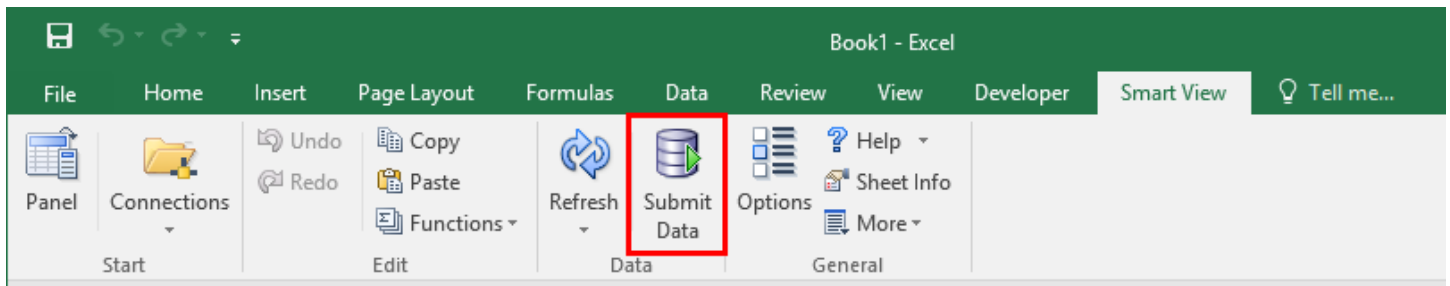 Book1 - Excel
File Home Insert Page Layout Formulas Data Review View Developer Smart View Tell me...
Undo Copy Help
Redo Paste Sheet Info
Panel Connections Refresh Submit Data Options
Functions More
Start Edit Data General